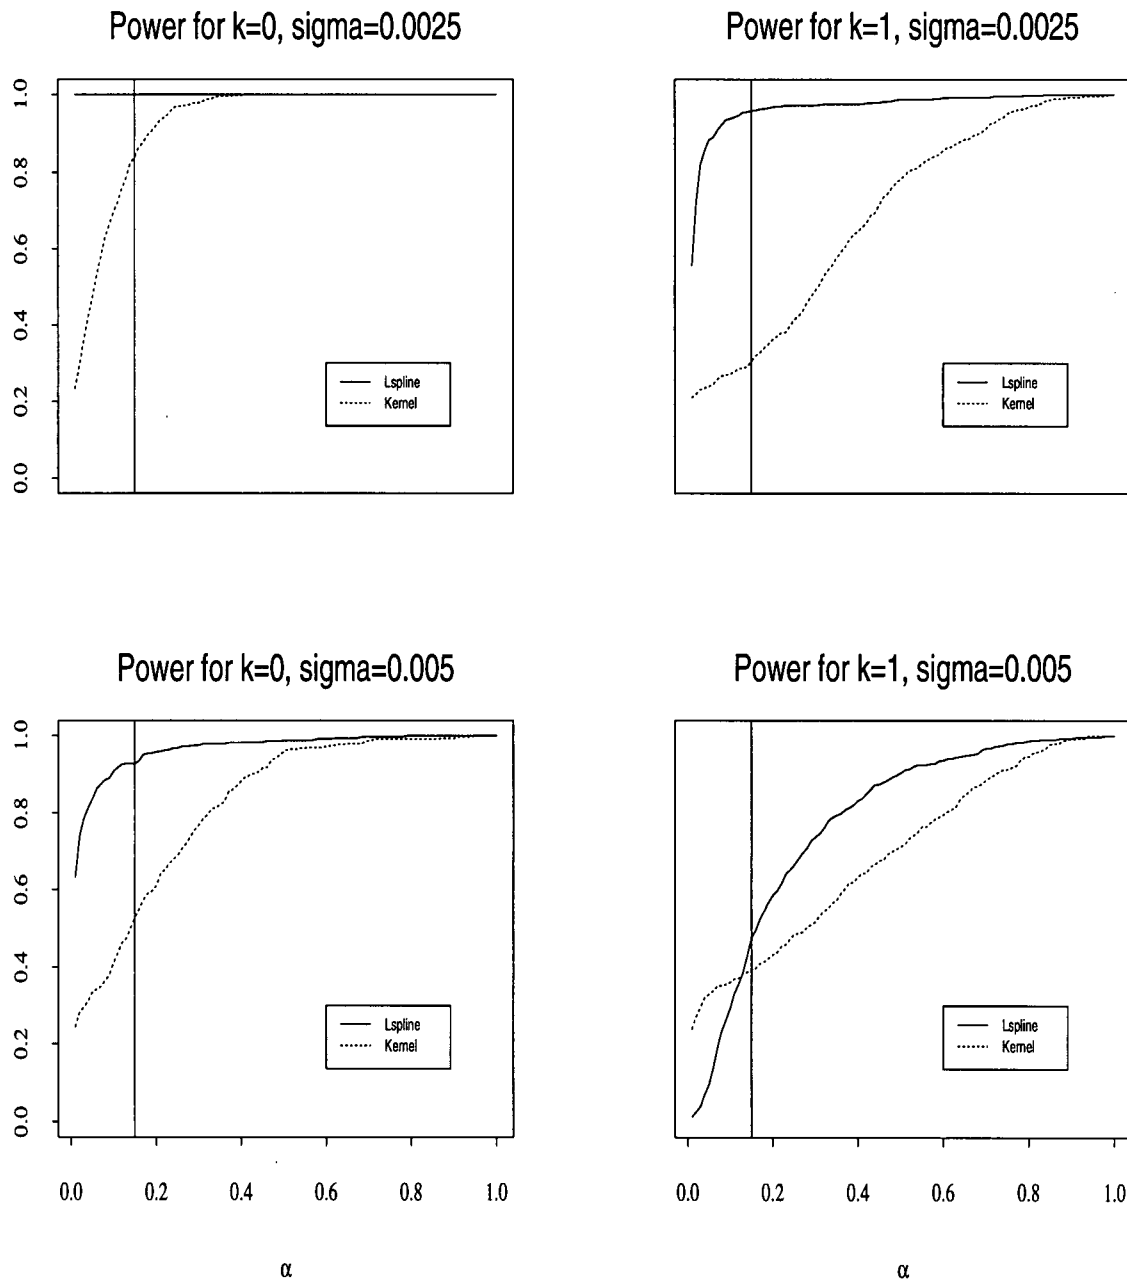 Power for k=0, sigma=0.0025
1.0
0.8
0.6
0.4
0.2
0.0
Lspline
Kernel
Power for k=1, sigma=0.0025
Lspline
Kernel
Power for k=0, sigma=0.005
1.0
0.8
0.6
0.4
0.2
0.0
Lspline
Kernel
0.0 0.2 0.4 0.6 0.8 1.0
α
Power for k=1, sigma=0.005
Lspline
Kernel
0.0 0.2 0.4 0.6 0.8 1.0
α